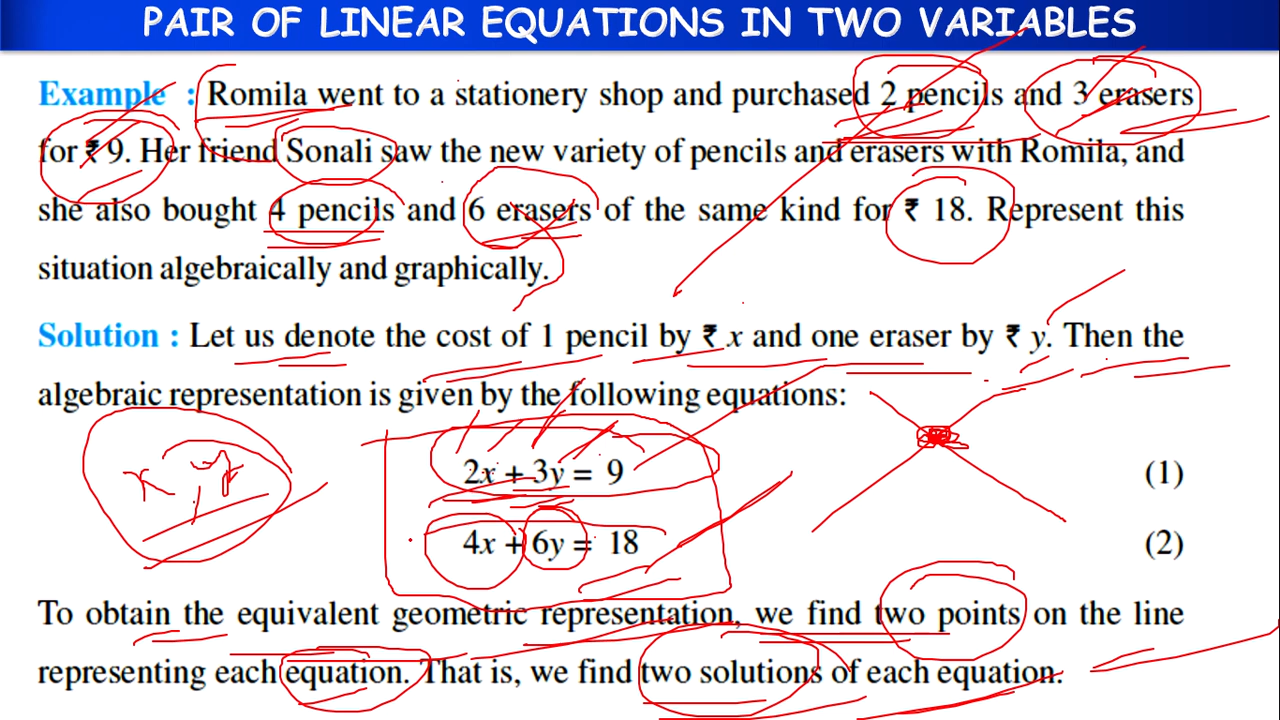 PAIR OF LINEAR EQUATIONS IN TWO VARIABLES
Example : Romila went to a stationery shop and purchased 2 pencils and 3 erasers
for ₹ 9. Her friend Sonali saw the new variety of pencils and erasers with Romila, and
she also bought 4 pencils and 6 erasers of the same kind for ₹ 18. Represent this
situation algebraically and graphically.
Solution : Let us denote the cost of 1 pencil by ₹ x and one eraser by ₹ y. Then the
algebraic representation is given by the following equations:
x, y
2x + 3y = 9 (1)
4x + 6y = 18 (2)
To obtain the equivalent geometric representation, we find two points on the line
representing each equation. That is, we find two solutions of each equation.